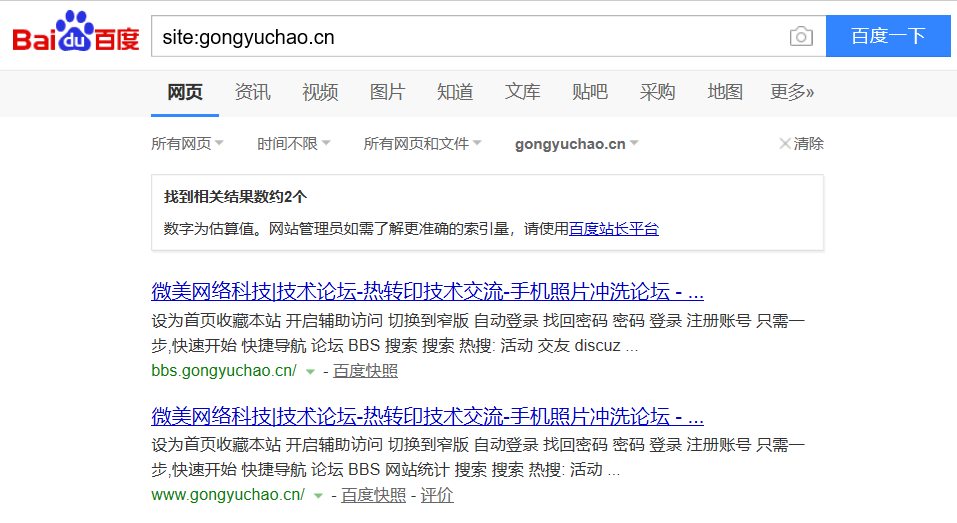 Bai du 百度 site:gongyuchao.cn 百度一下
网页 资讯 视频 图片 知道 文库 贴吧 采购 地图 更多»
所有网页 时间不限 所有网页和文件 gongyuchao.cn 清除
找到相关结果数约2个
数字为估算值。网站管理员如需了解更准确的索引量，请使用百度站长平台
微美网络科技|技术论坛-热转印技术交流-手机照片冲洗论坛 - ...
设为首页收藏本站 开启辅助访问 切换到窄版 自动登录 找回密码 密码 登录 注册账号 只需一
步,快速开始 快捷导航 论坛 BBS 搜索 搜索 热搜: 活动 交友 discuz ...
bbs.gongyuchao.cn/ - 百度快照
微美网络科技|技术论坛-热转印技术交流-手机照片冲洗论坛 - ...
设为首页收藏本站 开启辅助访问 切换到窄版 自动登录 找回密码 密码 登录 注册账号 只需一
步,快速开始 快捷导航 论坛 BBS 网站统计 搜索 搜索 热搜: 活动 ...
www.gongyuchao.cn/ - 百度快照 - 评价